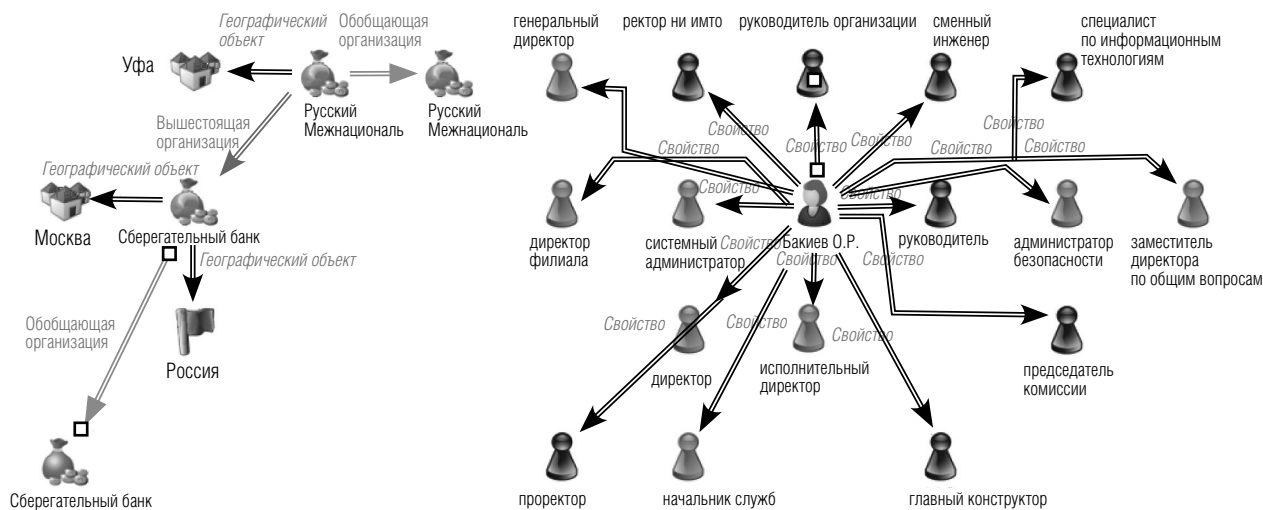 Географический
объект
Обобщающая
организация
Уфа
Русский
Межнациональ
Русский
Межнациональ
Вышестоящая
организация
Географический объект
Москва
Сберегательный банк
Географический объект
Обобщающая
организация
Россия
Сберегательный банк
генеральный
директор
ректор ни имто
руководитель организации
сменный
инженер
специалист
по информационным
технологиям
Свойство
Свойство
Свойство
Свойство
Свойство
Свойство
Свойство
Свойство
директор
филиала
системный
администратор
Свойство
Бакиев О.Р.
руководитель
администратор
безопасности
заместитель
директора
по общим вопросам
Свойство
Свойство
Свойство
Свойство
Свойство
директор
исполнительный
директор
председатель
комиссии
проректор
начальник служб
главный конструктор